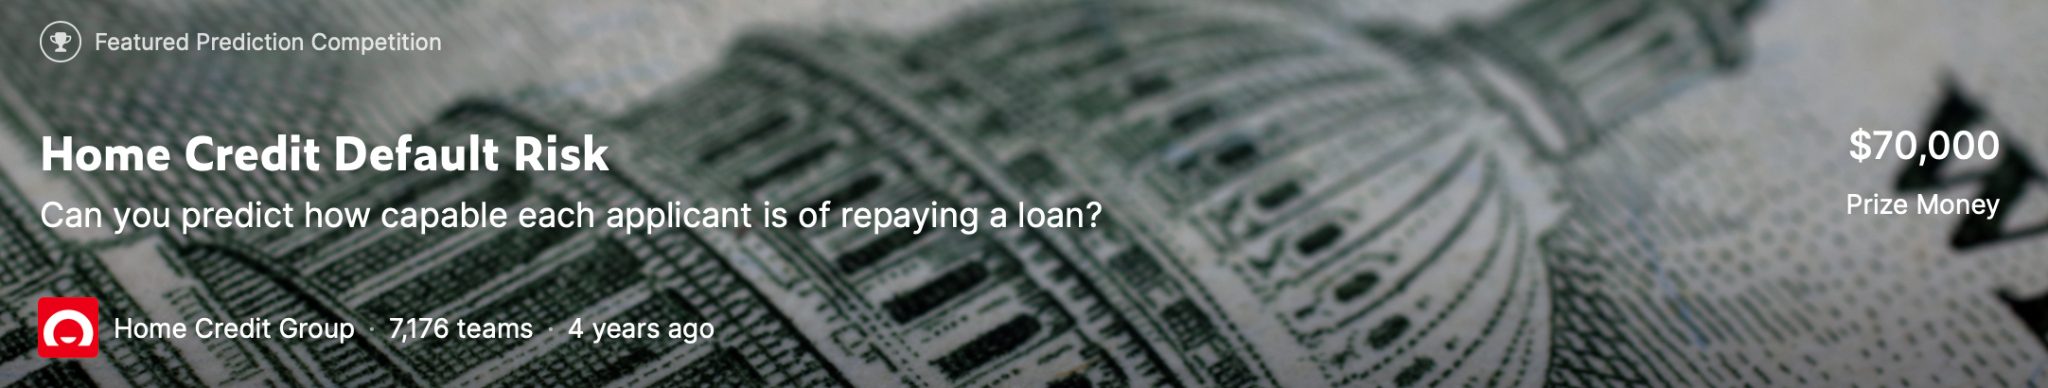 Featured Prediction Competition
Home Credit Default Risk
$70,000
Can you predict how capable each applicant is of repaying a loan?
Prize Money
Home Credit Group · 7,176 teams · 4 years ago